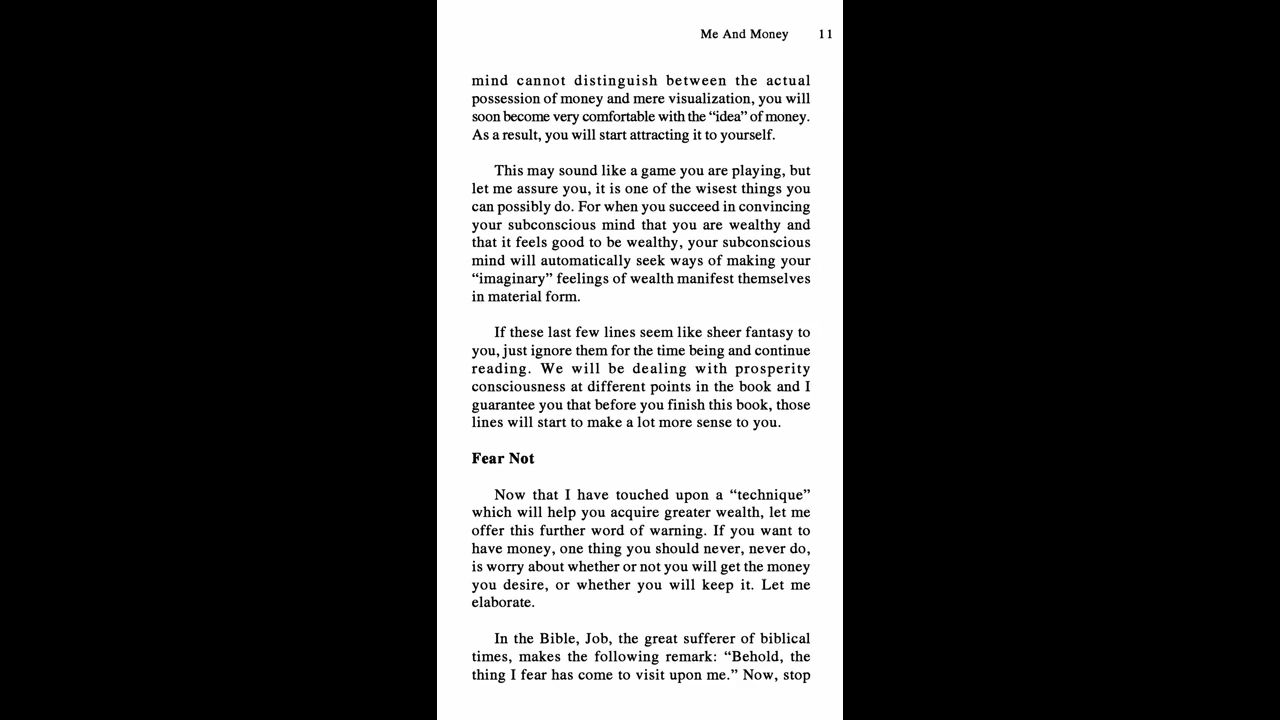 Me And Money 11
mind cannot distinguish between the actual
possession of money and mere visualization, you will
soon become very comfortable with the “idea” of money.
As a result, you will start attracting it to yourself.
This may sound like a game you are playing, but
let me assure you, it is one of the wisest things you
can possibly do. For when you succeed in convincing
your subconscious mind that you are wealthy and
that it feels good to be wealthy, your subconscious
mind will automatically seek ways of making your
“imaginary” feelings of wealth manifest themselves
in material form.
If these last few lines seem like sheer fantasy to
you, just ignore them for the time being and continue
reading. We will be dealing with prosperity
consciousness at different points in the book and I
guarantee you that before you finish this book, those
lines will start to make a lot more sense to you.
Fear Not
Now that I have touched upon a “technique”
which will help you acquire greater wealth, let me
offer this further word of warning. If you want to
have money, one thing you should never, never do,
is worry about whether or not you will get the money
you desire, or whether you will keep it. Let me
elaborate.
In the Bible, Job, the great sufferer of biblical
times, makes the following remark: “Behold, the
thing I fear has come to visit upon me.” Now, stop